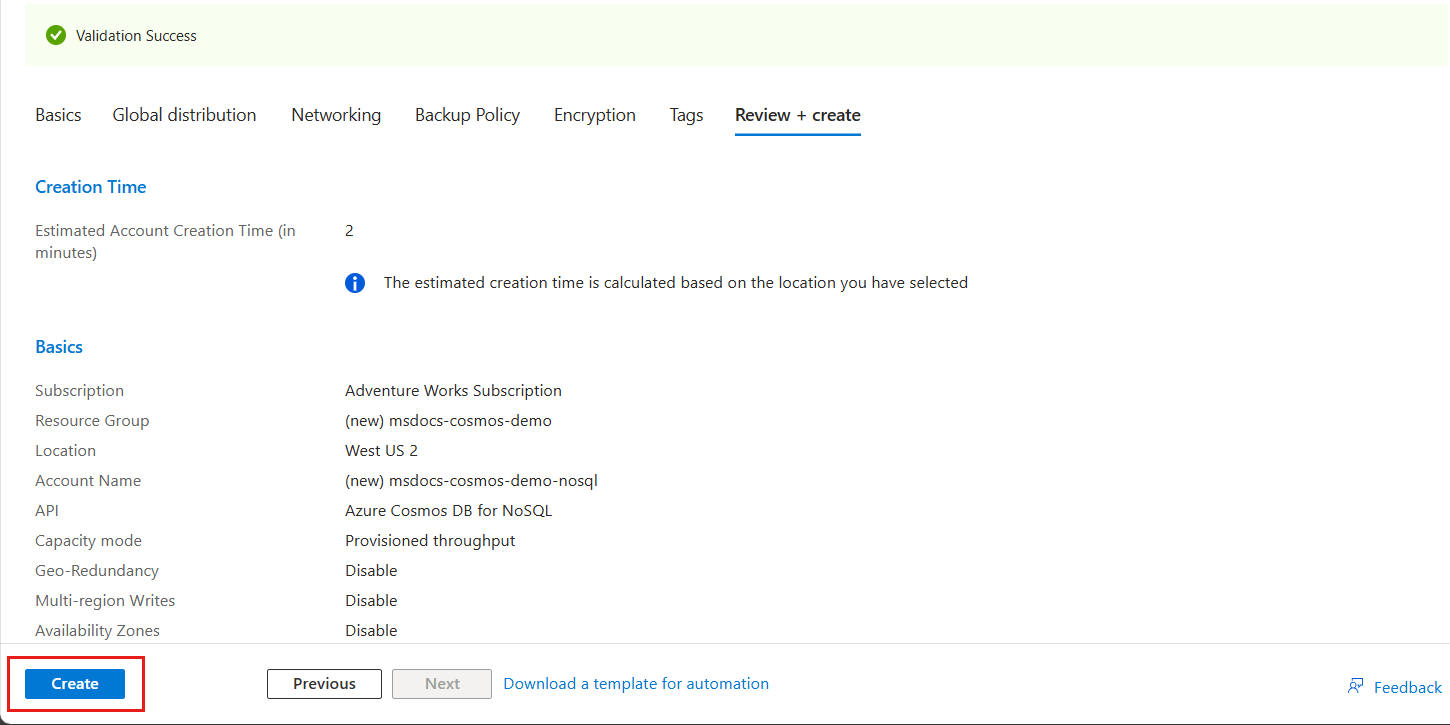 Validation Success
Basics Global distribution Networking Backup Policy Encryption Tags Review + create
Creation Time
Estimated Account Creation Time (in 2
minutes)
The estimated creation time is calculated based on the location you have selected
Basics
Subscription Adventure Works Subscription
Resource Group (new) msdocs-cosmos-demo
Location West US 2
Account Name (new) msdocs-cosmos-demo-nosql
API Azure Cosmos DB for NoSQL
Capacity mode Provisioned throughput
Geo-Redundancy Disable
Multi-region Writes Disable
Availability Zones Disable
Create Previous Next Download a template for automation Feedback